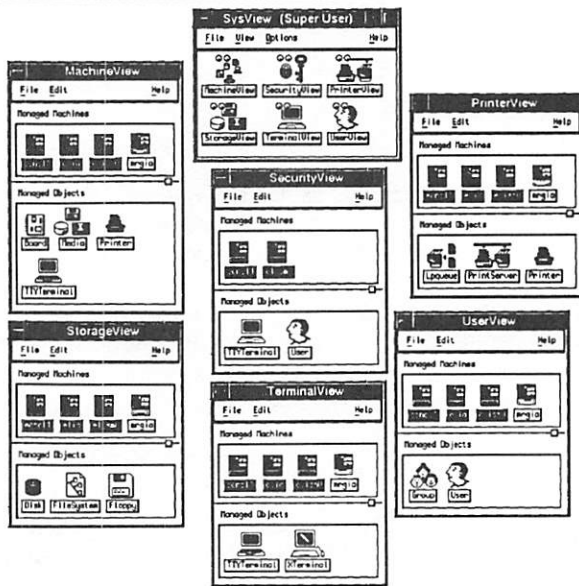 SysView (Super User)
File View Options Help
MachineView SecurityView PrinterView
StorageView TerminalView UserView
MachineView
File Edit Help
Managed Machines
argio
Managed Objects
Board Media Printer
TTYTerminal
SecurityView
File Edit Help
Managed Machines
Managed Objects
TTYTerminal User
PrinterView
File Edit Help
Managed Machines
argio
Managed Objects
Lpqueue PrintServer Printer
StorageView
File Edit Help
Managed Machines
argio
Managed Objects
Disk FileSystem Floppy
TerminalView
File Edit Help
Managed Machines
argio
Managed Objects
TTYTerminal XTerminal
UserView
File Edit Help
Managed Machines
argio
Managed Objects
Group User